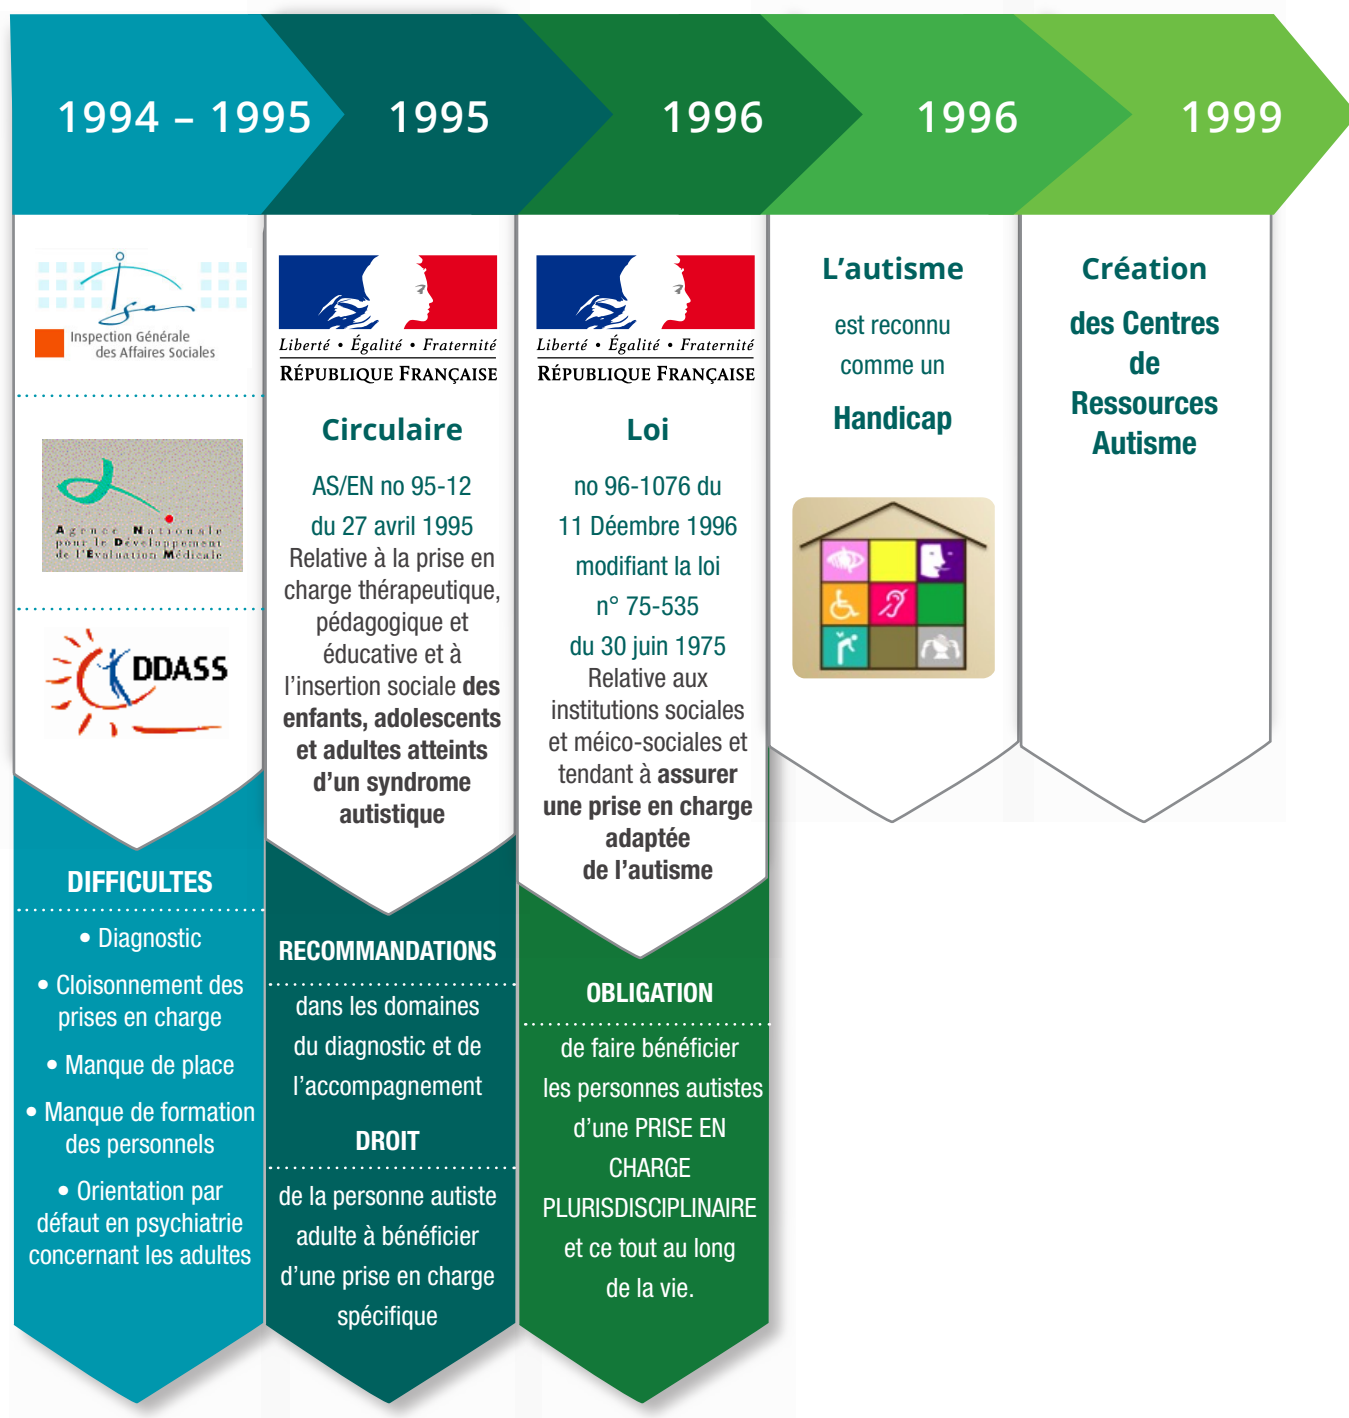 1994 – 1995
1995
1996
1996
1999
Igas
Inspection Générale
des Affaires Sociales
Agence Nationale
pour le Développement
de l'Évaluation Médicale
DDASS
DIFFICULTES
• Diagnostic
• Cloisonnement des
prises en charge
• Manque de place
• Manque de formation
des personnels
• Orientation par
défaut en psychiatrie
concernant les adultes
Liberté • Égalité • Fraternité
RÉPUBLIQUE FRANÇAISE
Circulaire
AS/EN no 95-12
du 27 avril 1995
Relative à la prise en
charge thérapeutique,
pédagogique et
éducative et à
l'insertion sociale des
enfants, adolescents
et adultes atteints
d'un syndrome
autistique
RECOMMANDATIONS
dans les domaines
du diagnostic et de
l'accompagnement
DROIT
de la personne autiste
adulte à bénéficier
d'une prise en charge
spécifique
Liberté • Égalité • Fraternité
RÉPUBLIQUE FRANÇAISE
Loi
no 96-1076 du
11 Déembre 1996
modifiant la loi
n° 75-535
du 30 juin 1975
Relative aux
institutions sociales
et méico-sociales et
tendant à assurer
une prise en charge
adaptée
de l'autisme
OBLIGATION
de faire bénéficier
les personnes autistes
d'une PRISE EN
CHARGE
PLURISDISCIPLINAIRE
et ce tout au long
de la vie.
L'autisme
est reconnu
comme un
Handicap
Création
des Centres
de
Ressources
Autisme